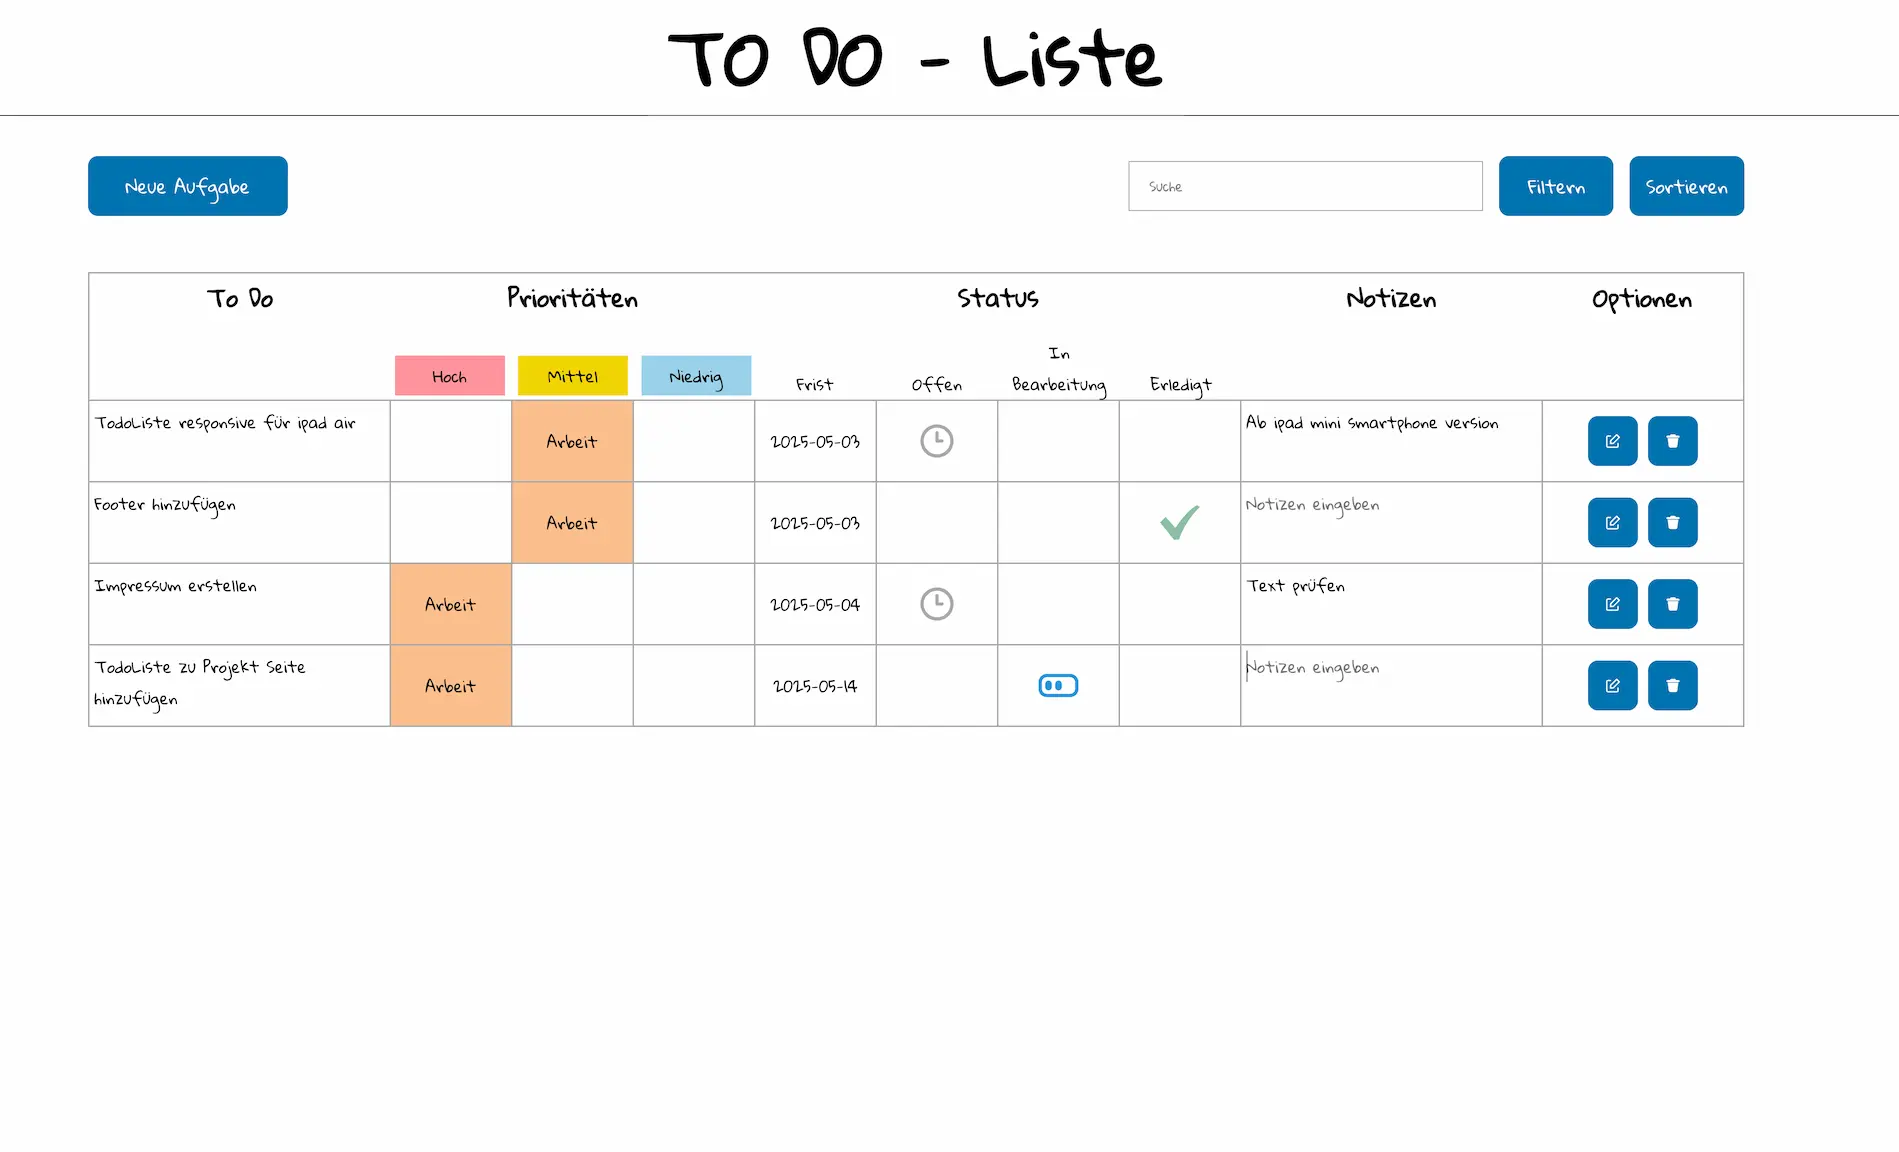 To Do - Liste
Neue Aufgabe
Suche
Filtern
Sortieren
To Do
Prioritäten
Status
Notizen
Optionen
Hoch
Mittel
Niedrig
Frist
Offen
In
Bearbeitung
Erledigt
TodoListe responsive für ipad air
Arbeit
2025-05-03
Ab ipad mini smartphone version
Footer hinzufügen
Arbeit
2025-05-03
Notizen eingeben
Impressum erstellen
Arbeit
2025-05-04
Text prüfen
TodoListe zu Projekt Seite
hinzufügen
Arbeit
2025-05-14
Notizen eingeben